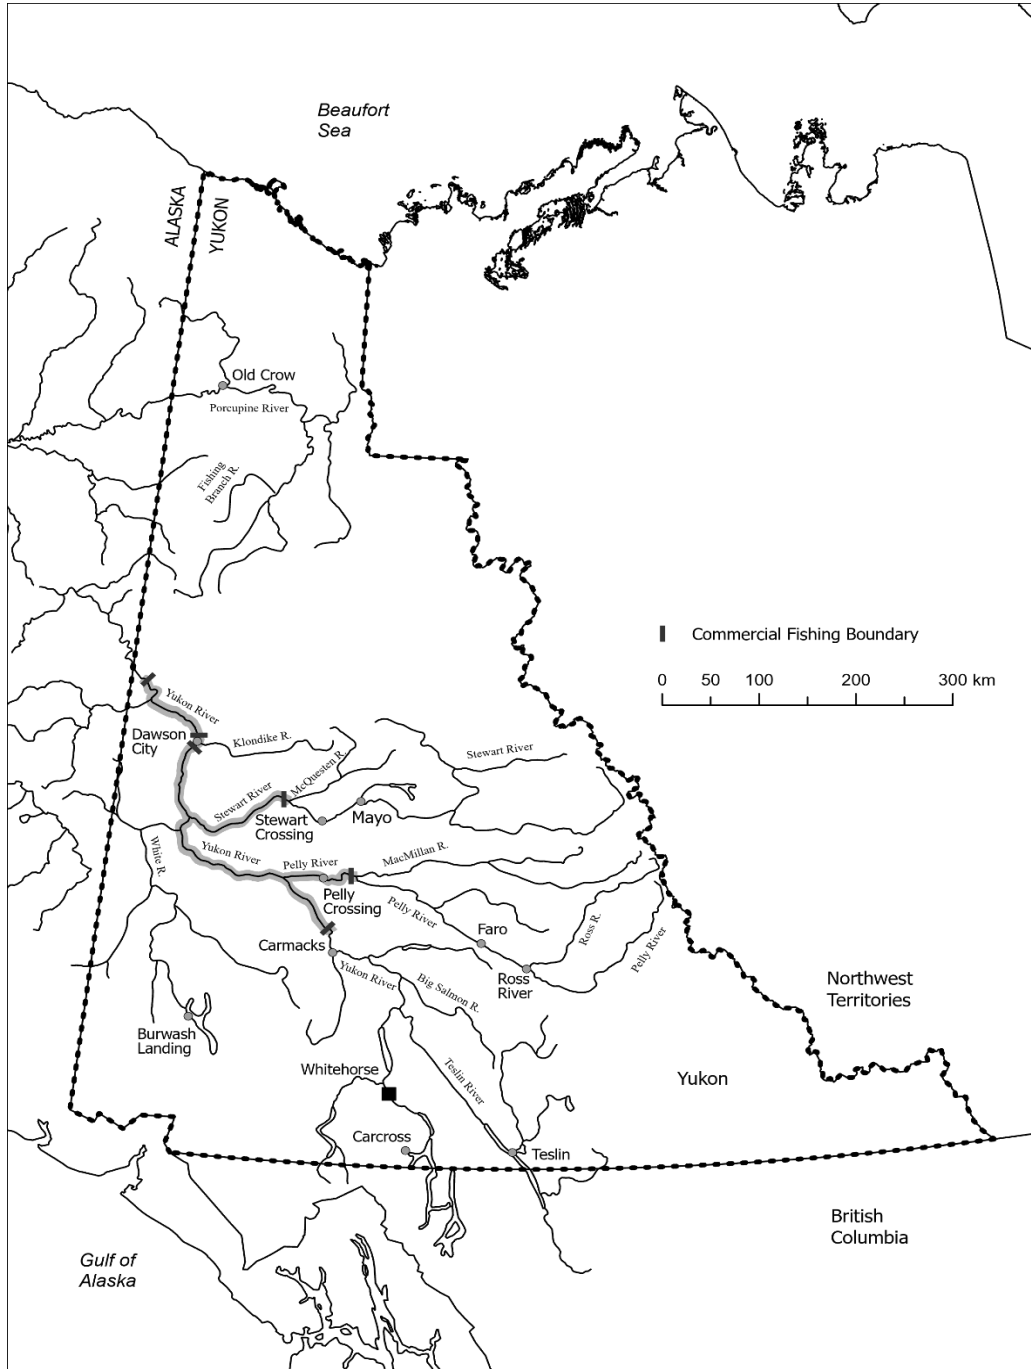 Beaufort
Sea
ALASKA
YUKON
Old Crow
Porcupine River
Fishing
Branch R.
Commercial Fishing Boundary
0 50 100 200 300 km
Yukon River
Dawson
City
Klondike R.
Stewart River
McQuesten R.
Stewart River
Stewart
Crossing
Mayo
White R.
Yukon River
Pelly River
MacMillan R.
Pelly
Crossing
Pelly River
Faro
Ross R.
Pelly River
Carmacks
Yukon River
Big Salmon R.
Ross
River
Northwest
Territories
Burwash
Landing
Whitehorse
Teslin River
Yukon
Carcross
Teslin
British
Columbia
Gulf of
Alaska